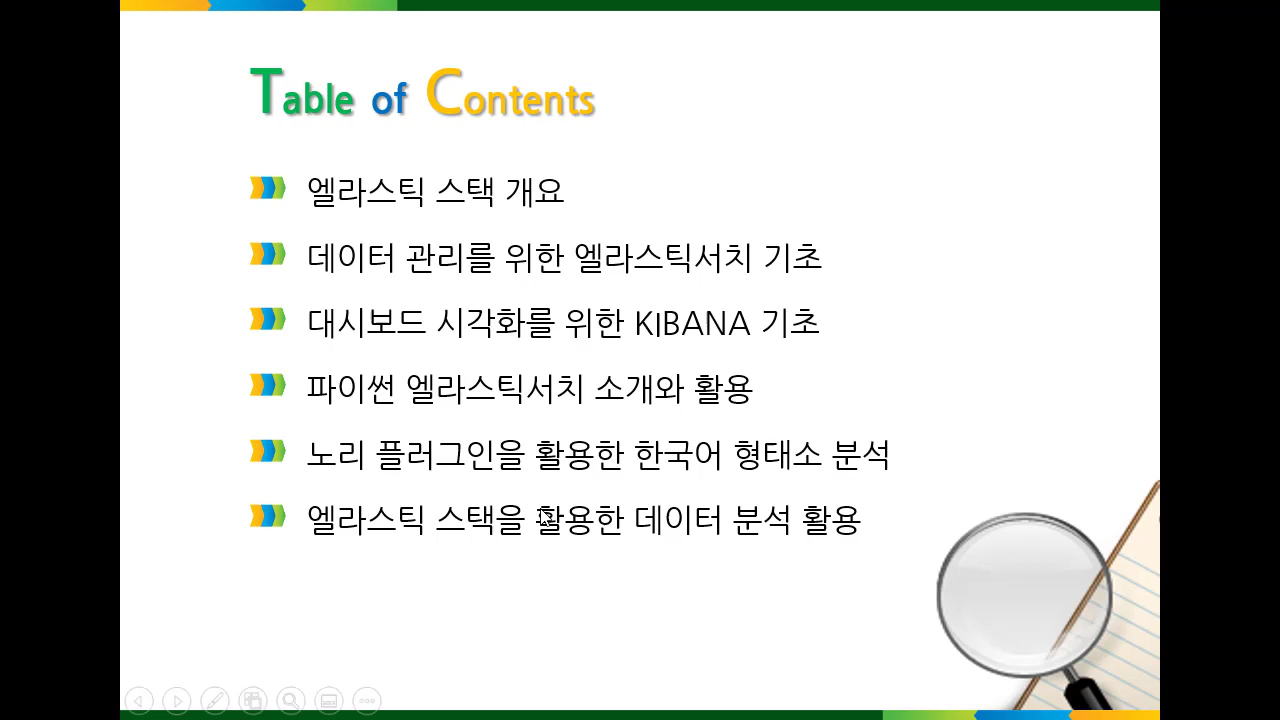 Table of Contents
엘라스틱 스택 개요
데이터 관리를 위한 엘라스틱서치 기초
대시보드 시각화를 위한 KIBANA 기초
파이썬 엘라스틱서치 소개와 활용
노리 플러그인을 활용한 한국어 형태소 분석
엘라스틱 스택을 활용한 데이터 분석 활용